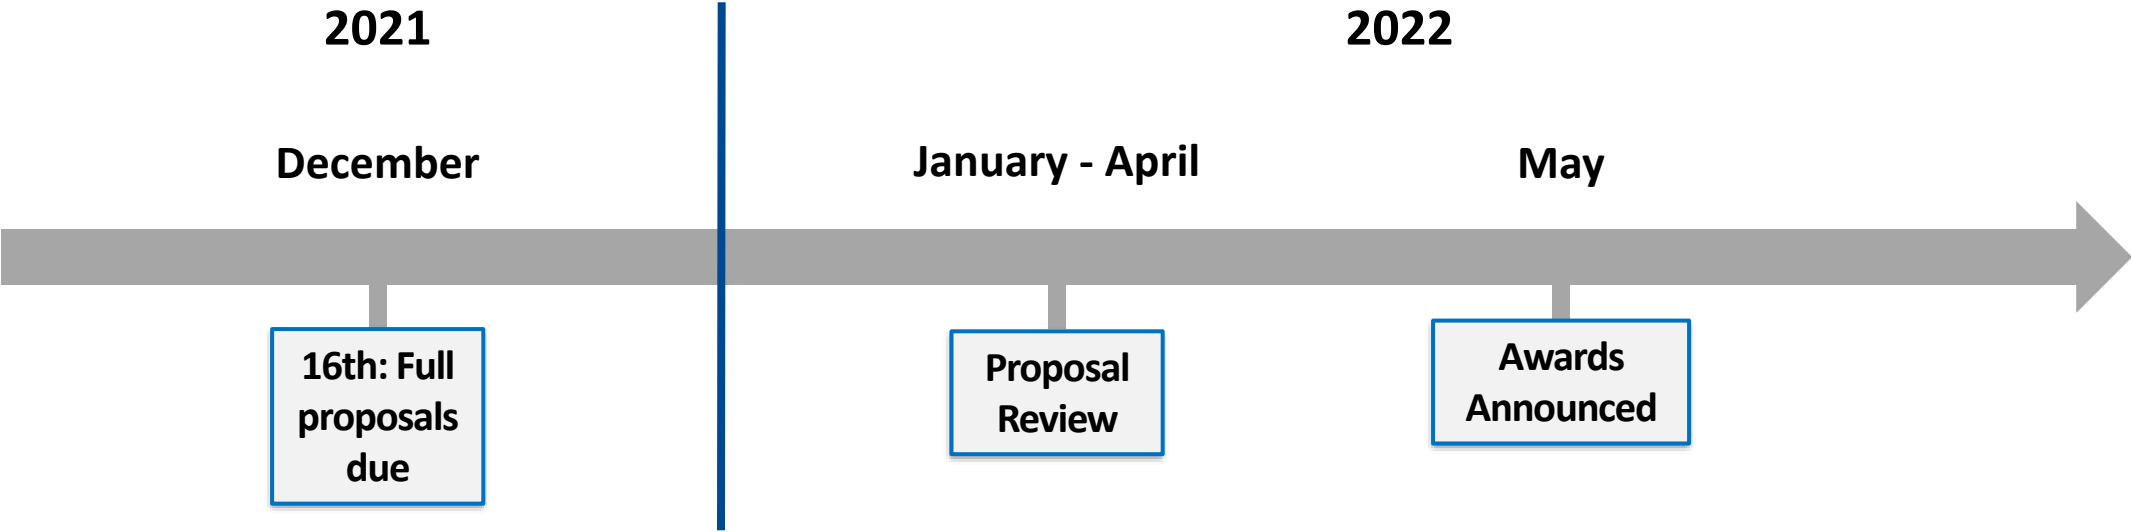 2021
2022
December
January - April
May
16th: Full
proposals
due
Proposal
Review
Awards
Announced